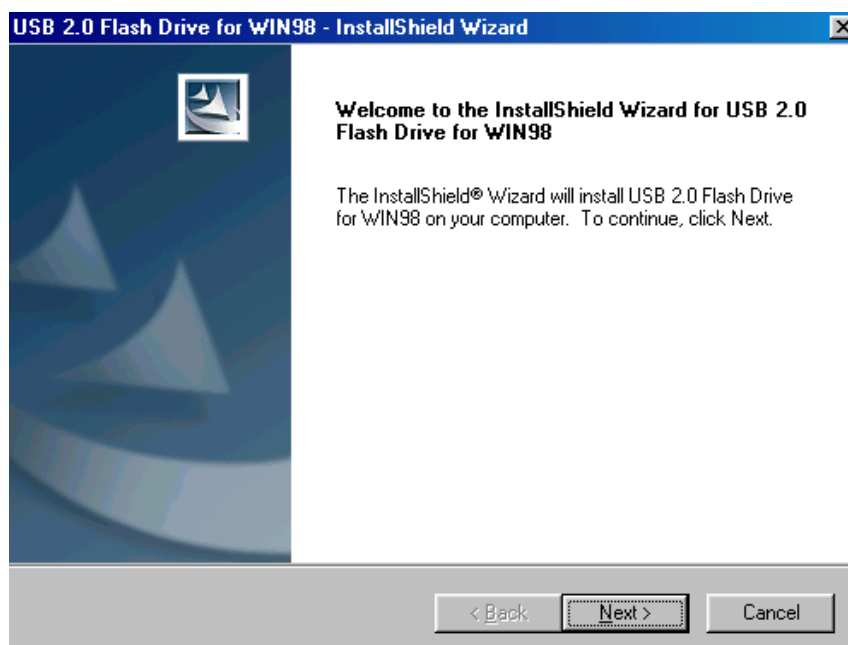 USB 2.0 Flash Drive for WIN98 - InstallShield Wizard
Welcome to the InstallShield Wizard for USB 2.0
Flash Drive for WIN98
The InstallShield® Wizard will install USB 2.0 Flash Drive
for WIN98 on your computer.  To continue, click Next.
< Back
Next >
Cancel